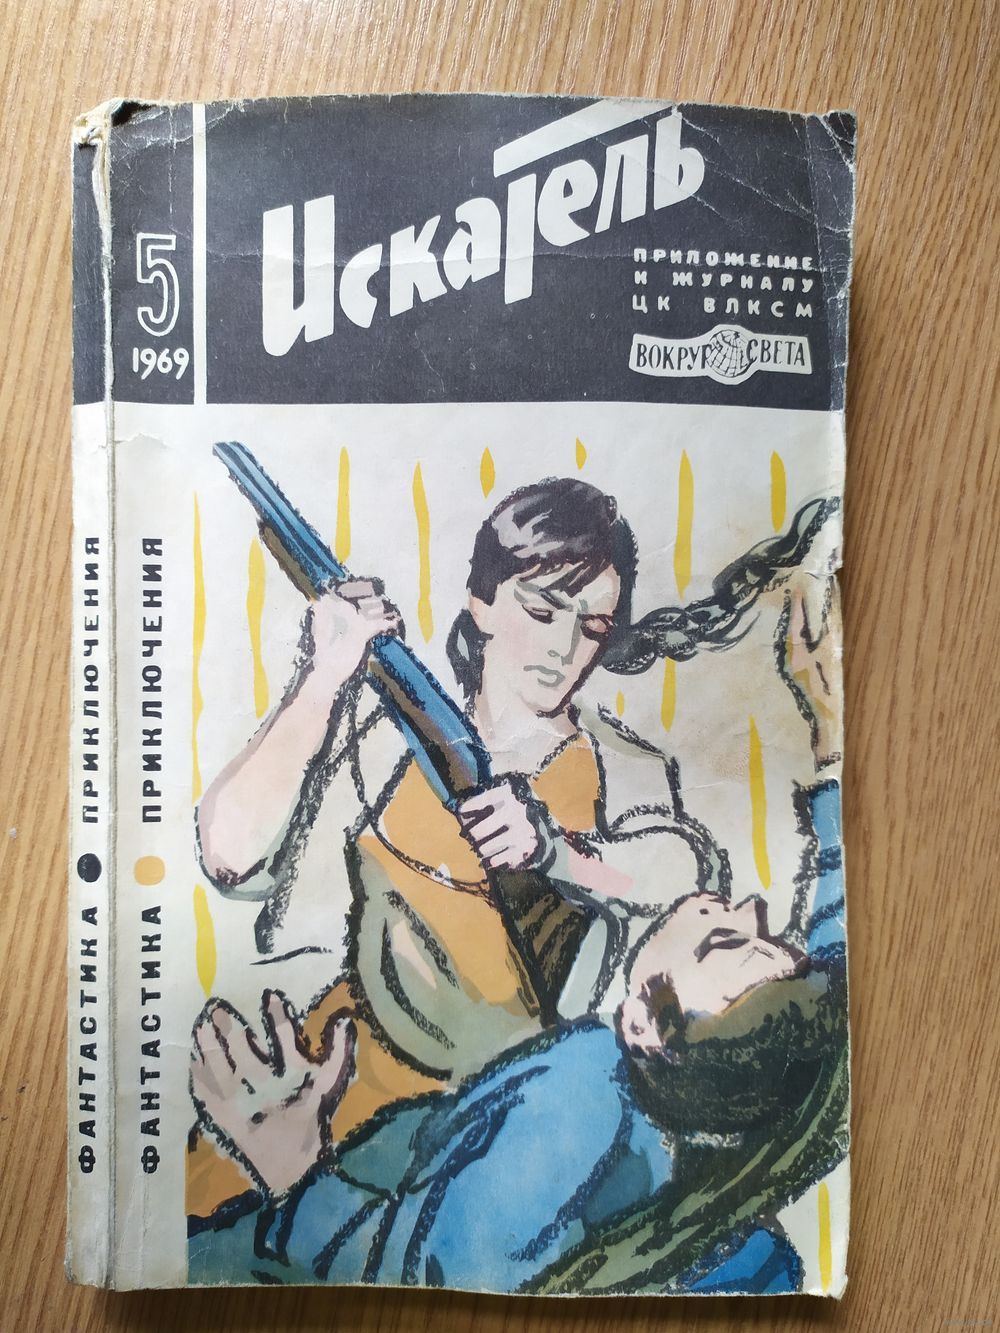 Искатель
5
1969
ПРИЛОЖЕНИЕ
К ЖУРНАЛУ
ЦК ВЛКСМ
ВОКРУГ СВЕТА
ФАНТАСТИКА ● ПРИКЛЮЧЕНИЯ
ФАНТАСТИКА ● ПРИКЛЮЧЕНИЯ